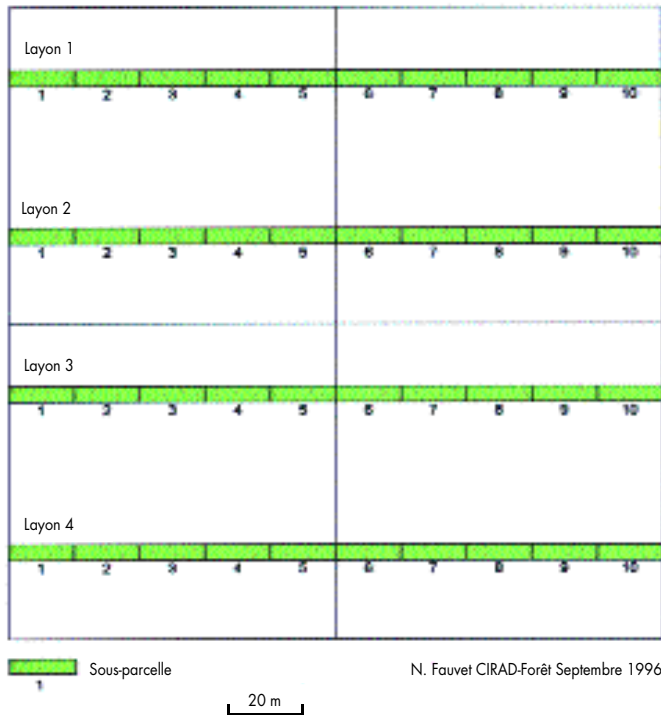 Layon 1
1 2 3 4 5 6 7 8 9 10
Layon 2
1 2 3 4 5 6 7 8 9 10
Layon 3
1 2 3 4 5 6 7 8 9 10
Layon 4
1 2 3 4 5 6 7 8 9 10
Sous-parcelle
N. Fauvet CIRAD-Forêt Septembre 1996
1
20 m